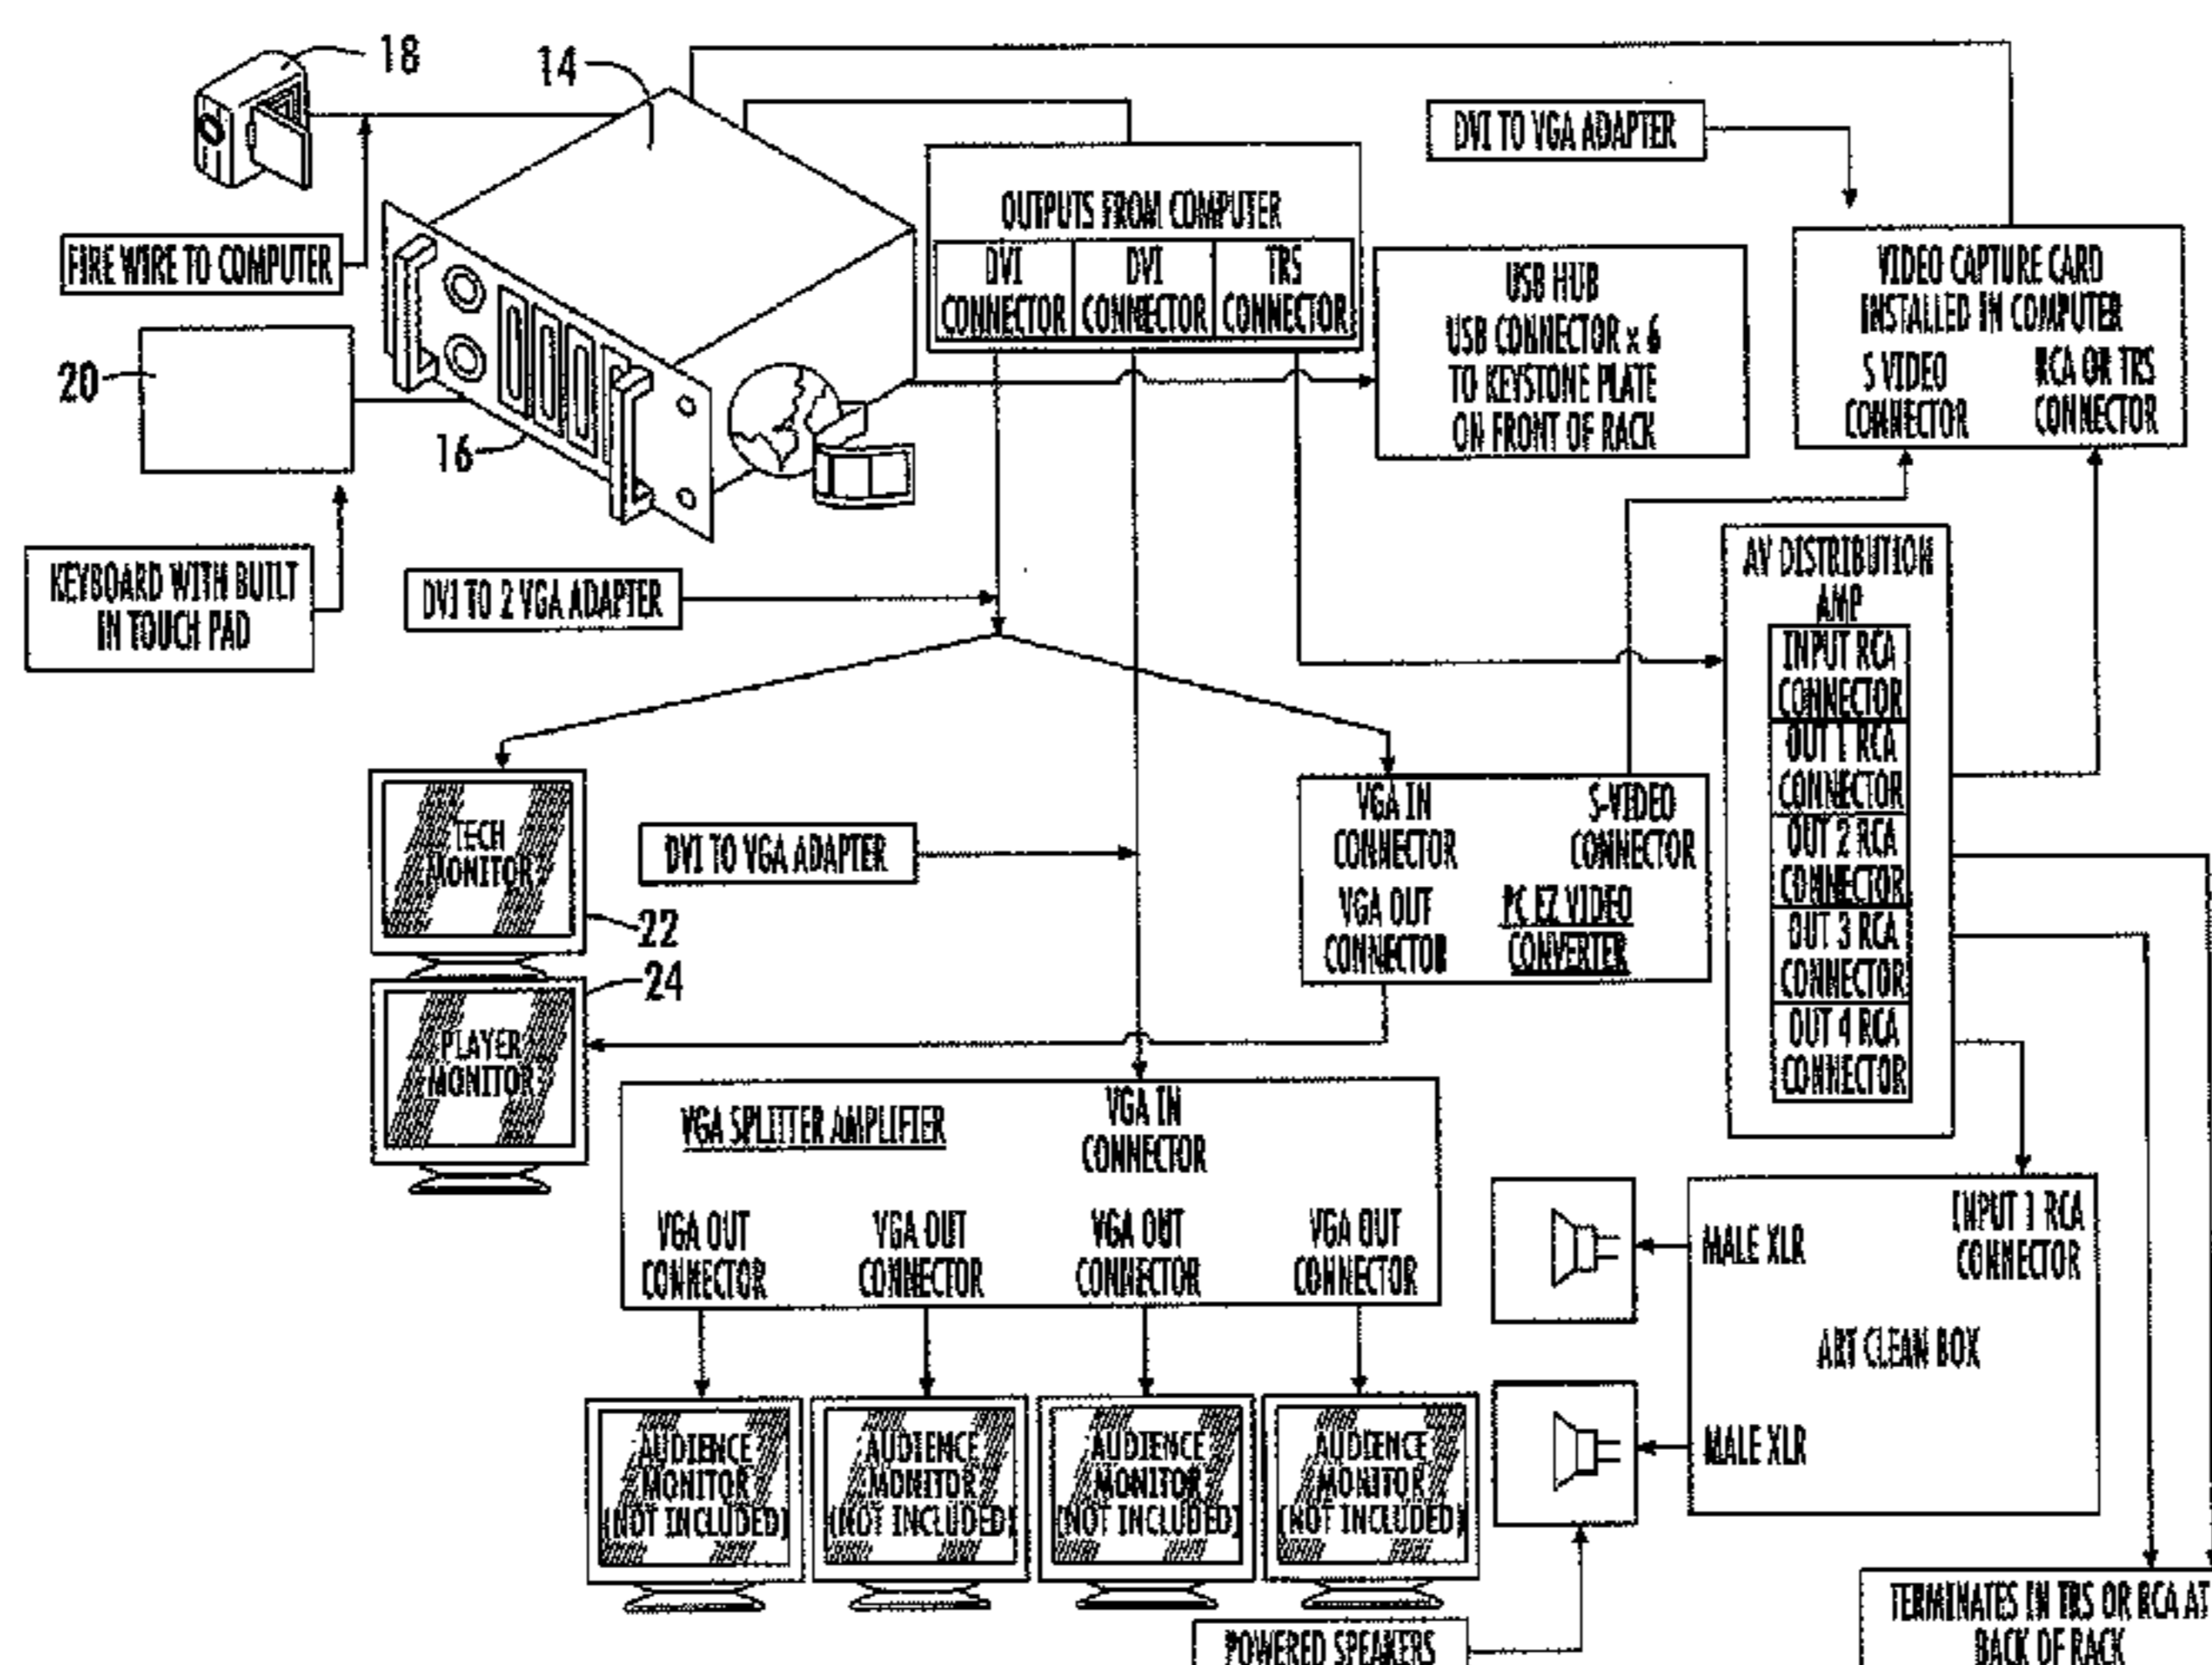 18
14
FIRE WIRE TO COMPUTER
20
16
KEYBOARD WITH BUILT
IN TOUCH PAD
OUTPUTS FROM COMPUTER
DVI
CONNECTOR
DVI
CONNECTOR
TRS
CONNECTOR
DVI TO VGA ADAPTER
USB HUB
USB CONNECTOR x 6
TO KEYSTONE PLATE
ON FRONT OF RACK
VIDEO CAPTURE CARD
INSTALLED IN COMPUTER
S VIDEO
CONNECTOR
RCA OR TRS
CONNECTOR
DVI TO 2 VGA ADAPTER
AV DISTRIBUTION
AMP
INPUT RCA
CONNECTOR
OUT 1 RCA
CONNECTOR
OUT 2 RCA
CONNECTOR
OUT 3 RCA
CONNECTOR
OUT 4 RCA
CONNECTOR
TECH
MONITOR
22
24
PLAYER
MONITOR
DVI TO VGA ADAPTER
VGA IN
CONNECTOR
S-VIDEO
CONNECTOR
VGA OUT
CONNECTOR
PC EZ VIDEO
CONVERTER
VGA SPLITTER AMPLIFIER
VGA IN
CONNECTOR
VGA OUT
CONNECTOR
VGA OUT
CONNECTOR
VGA OUT
CONNECTOR
VGA OUT
CONNECTOR
MALE XLR
INPUT 1 RCA
CONNECTOR
ART CLEAN BOX
MALE XLR
AUDIENCE
MONITOR
(NOT INCLUDED)
AUDIENCE
MONITOR
(NOT INCLUDED)
AUDIENCE
MONITOR
(NOT INCLUDED)
AUDIENCE
MONITOR
(NOT INCLUDED)
POWERED SPEAKERS
TERMINATES IN TRS OR RCA AT
BACK OF RACK